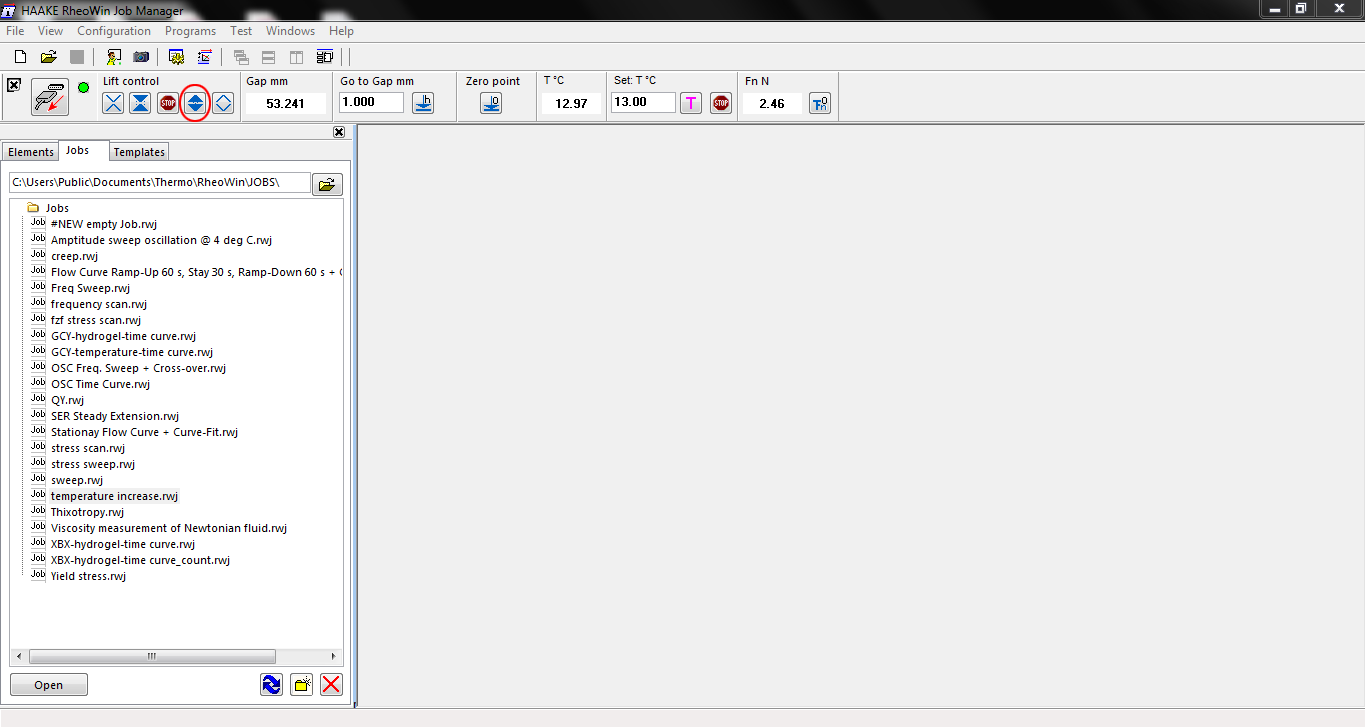 HAAKE RheoWin Job Manager
File View Configuration Programs Test Windows Help
Lift control Gap mm Go to Gap mm Zero point T °C Set: T °C Fn N
STOP 53.241 1.000 h 0 12.97 13.00 T STOP 2.46
Elements Jobs Templates
C:\Users\Public\Documents\Thermo\RheoWin\JOBS\
Jobs
Job #NEW empty Job.rwj
Job Amptitude sweep oscillation @ 4 deg C.rwj
Job creep.rwj
Job Flow Curve Ramp-Up 60 s, Stay 30 s, Ramp-Down 60 s +
Job Freq Sweep.rwj
Job frequency scan.rwj
Job fzf stress scan.rwj
Job GCY-hydrogel-time curve.rwj
Job GCY-temperature-time curve.rwj
Job OSC Freq. Sweep + Cross-over.rwj
Job OSC Time Curve.rwj
Job QY.rwj
Job SER Steady Extension.rwj
Job Stationay Flow Curve + Curve-Fit.rwj
Job stress scan.rwj
Job stress sweep.rwj
Job sweep.rwj
Job temperature increase.rwj
Job Thixotropy.rwj
Job Viscosity measurement of Newtonian fluid.rwj
Job XBX-hydrogel-time curve.rwj
Job XBX-hydrogel-time curve_count.rwj
Job Yield stress.rwj
Open